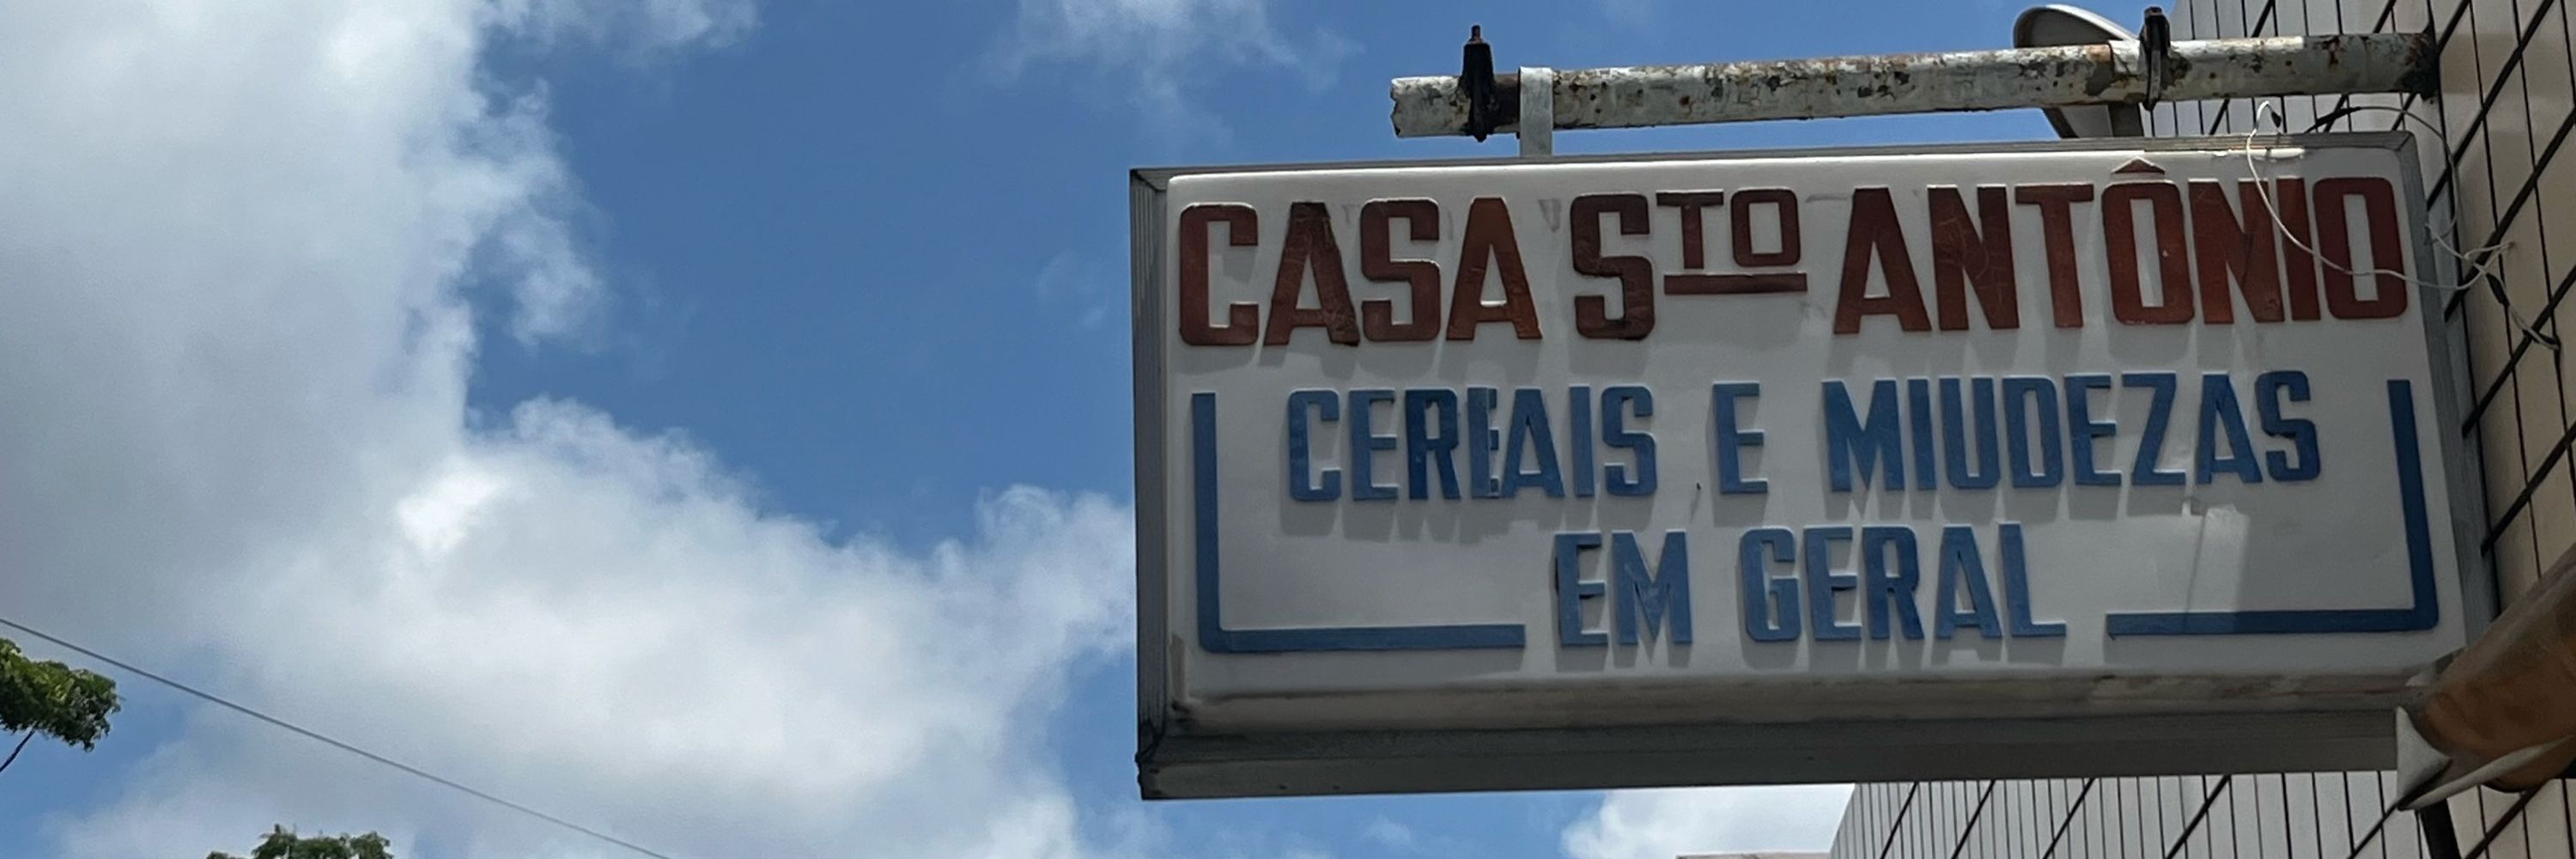 CASA STO ANTÔNIO
CEREAIS E MIUDEZAS
EM GERAL